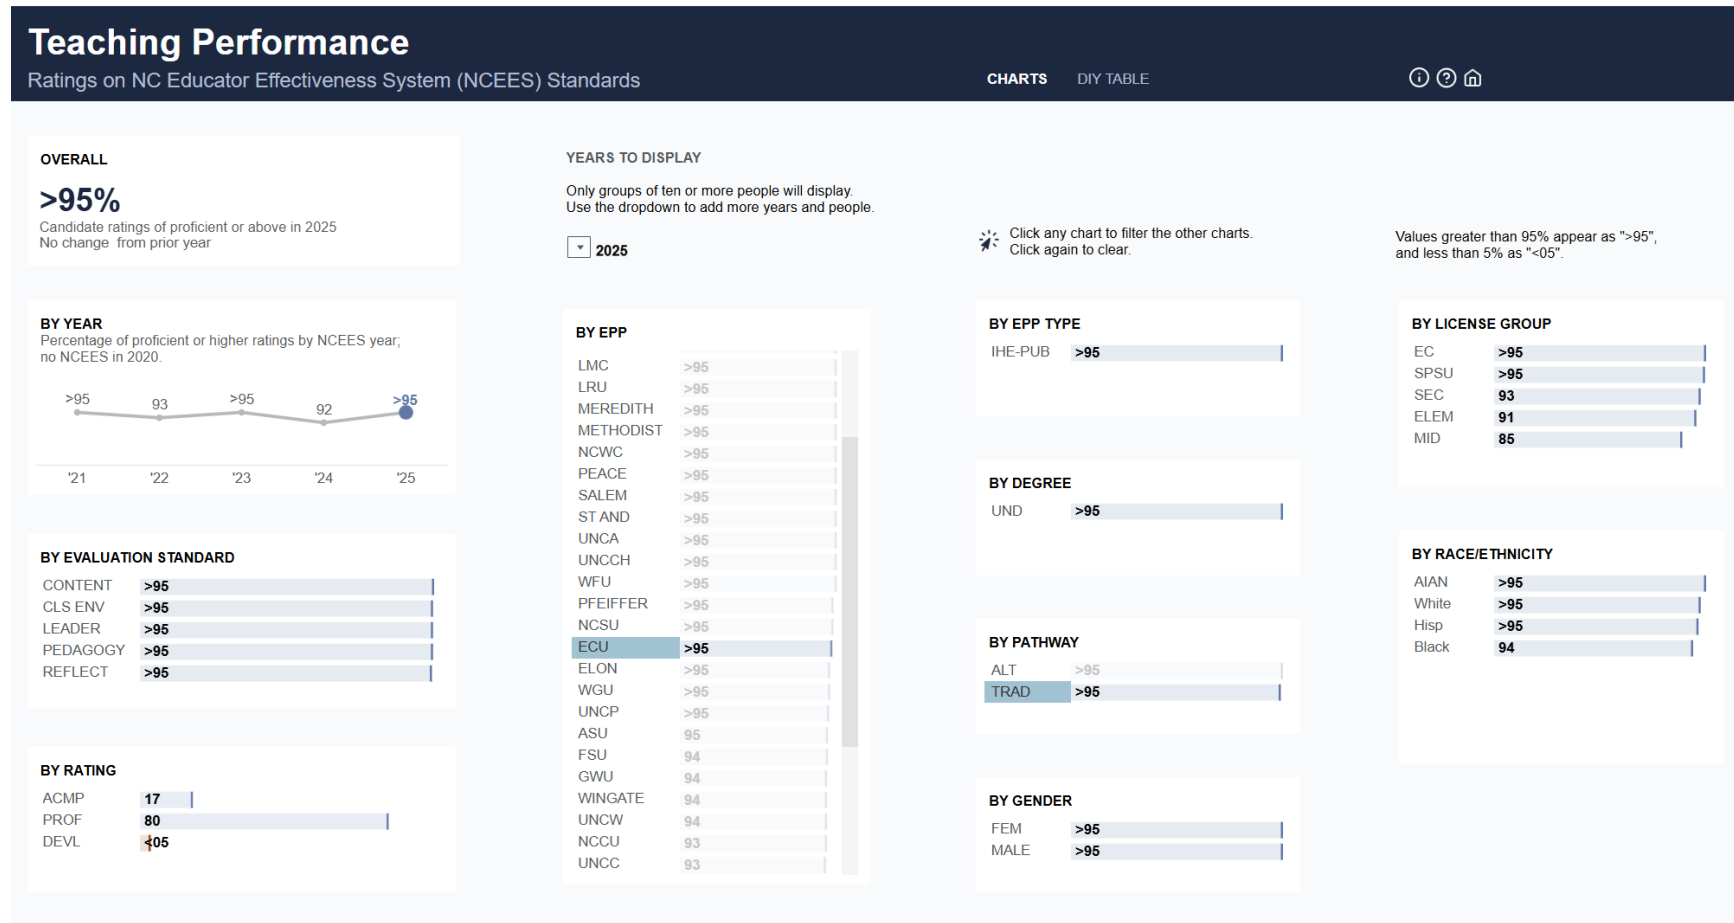 Teaching Performance
Ratings on NC Educator Effectiveness System (NCEES) Standards
CHARTS
DIY TABLE
OVERALL
>95%
Candidate ratings of proficient or above in 2025
No change from prior year
BY YEAR
Percentage of proficient or higher ratings by NCEES year;
no NCEES in 2020.
>95 93 >95 92 >95
'21 '22 '23 '24 '25
BY EVALUATION STANDARD
CONTENT >95
CLS ENV >95
LEADER >95
PEDAGOGY >95
REFLECT >95
BY RATING
ACMP 17
PROF 80
DEVL <05
YEARS TO DISPLAY
Only groups of ten or more people will display.
Use the dropdown to add more years and people.
2025
BY EPP
LMC >95
LRU >95
MEREDITH >95
METHODIST >95
NCWC >95
PEACE >95
SALEM >95
ST AND >95
UNCA >95
UNCCH >95
WFU >95
PFEIFFER >95
NCSU >95
ECU >95
ELON >95
WGU >95
UNCP >95
ASU 95
FSU 94
GWU 94
WINGATE 94
UNCW 94
NCCU 93
UNCC 93
Click any chart to filter the other charts.
Click again to clear.
BY EPP TYPE
IHE-PUB >95
BY DEGREE
UND >95
BY PATHWAY
ALT >95
TRAD >95
BY GENDER
FEM >95
MALE >95
Values greater than 95% appear as ">95",
and less than 5% as "<05".
BY LICENSE GROUP
EC >95
SPSU >95
SEC 93
ELEM 91
MID 85
BY RACE/ETHNICITY
AIAN >95
White >95
Hisp >95
Black 94